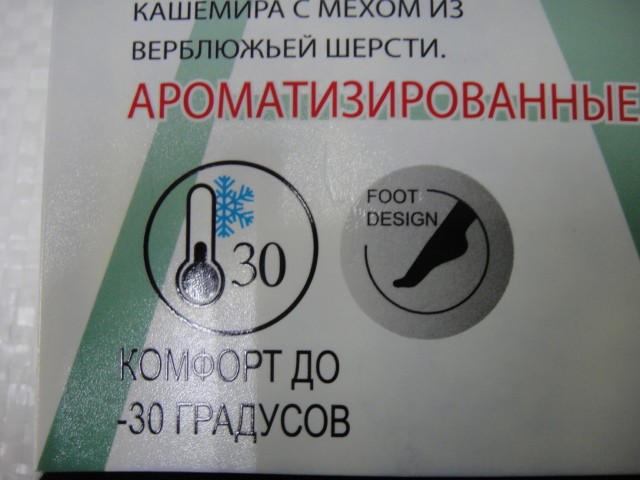 КАШЕМИРА С МЕХОМ ИЗ
ВЕРБЛЮЖЬЕЙ ШЕРСТИ.
АРОМАТИЗИРОВАННЫЕ
30
FOOT
DESIGN
КОМФОРТ ДО
-30 ГРАДУСОВ